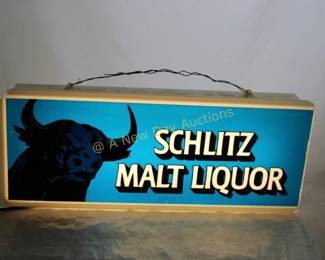 SCHLITZ
© A New Day Auctions
MALT LIQUOR